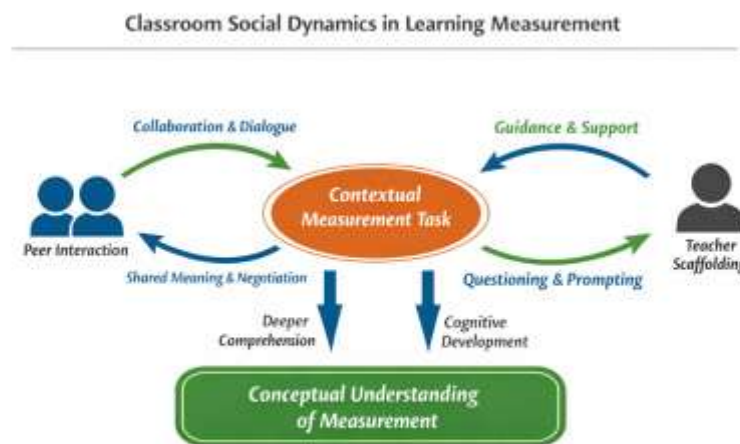 Classroom Social Dynamics in Learning Measurement
Collaboration & Dialogue
Guidance & Support
Contextual
Measurement Task
Peer Interaction
Teacher
Scaffolding
Shared Meaning & Negotiation
Questioning & Prompting
Deeper
Comprehension
Cognitive
Development
Conceptual Understanding
of Measurement